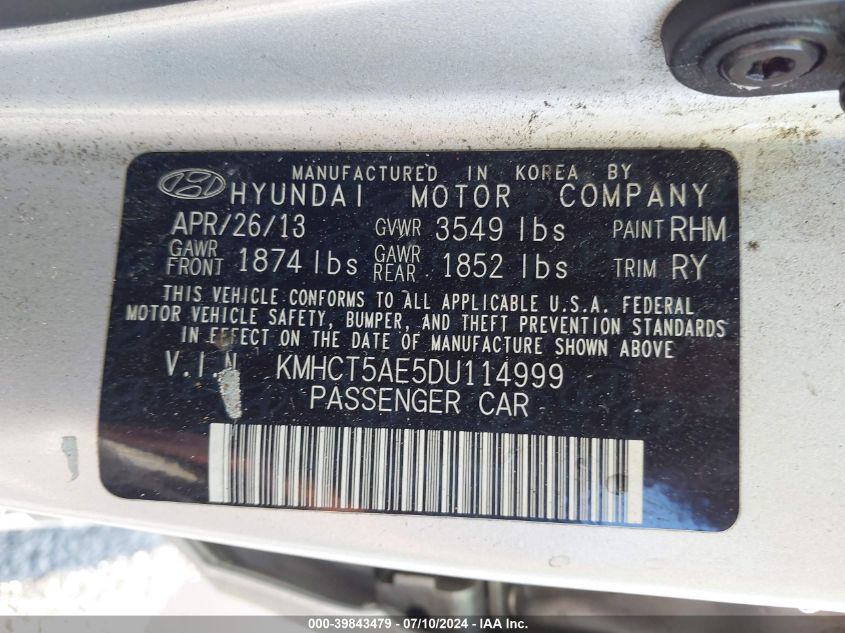 MANUFACTURED IN KOREA BY
HYUNDAI MOTOR COMPANY
APR/26/13 GVWR 3549 lbs PAINT RHM
GAWR FRONT 1874 lbs GAWR REAR 1852 lbs TRIM RY
THIS VEHICLE CONFORMS TO ALL APPLICABLE U.S.A. FEDERAL
MOTOR VEHICLE SAFETY, BUMPER, AND THEFT PREVENTION STANDARDS
IN EFFECT ON THE DATE OF MANUFACTURE SHOWN ABOVE
V.I.N KMHCT5AE5DU114999
PASSENGER CAR
000-39843479 - 07/10/2024 - IAA Inc.